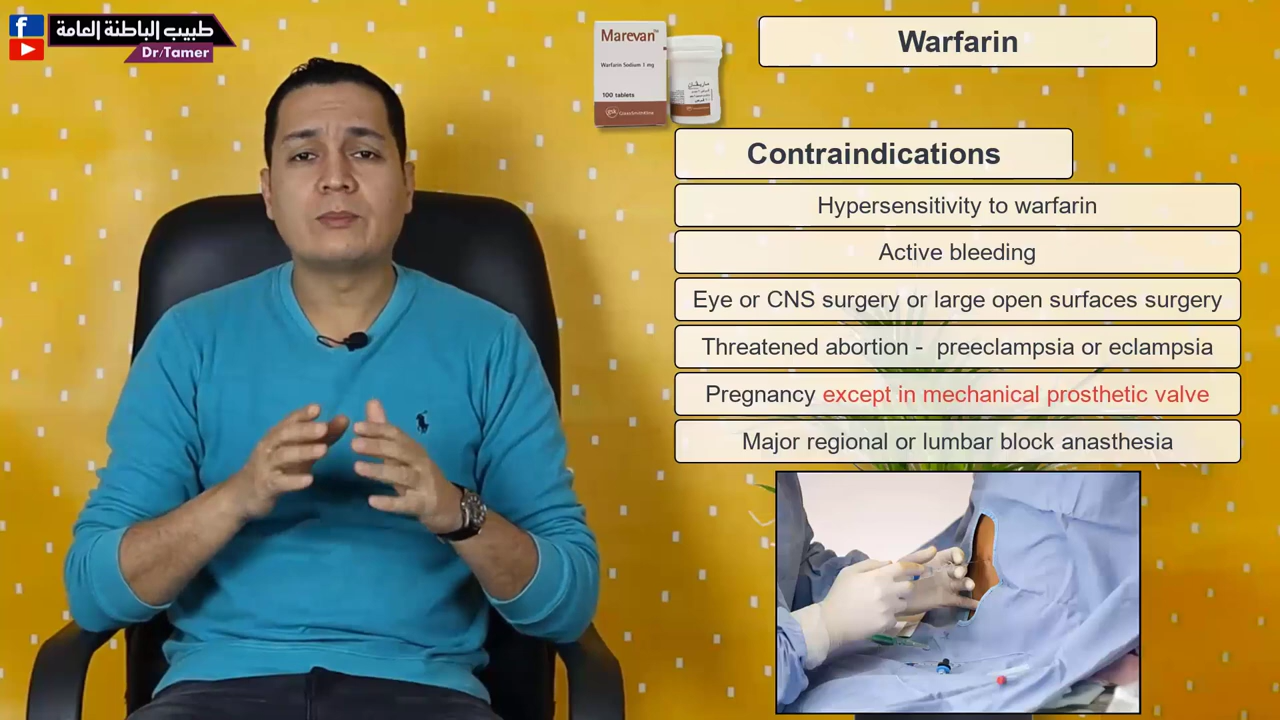 f
طبيب الباطنة العامة
Dr/Tamer
Marevan™
Warfarin Sodium 1 mg
100 tablets
GlaxoSmithKline
Warfarin
Contraindications
Hypersensitivity to warfarin
Active bleeding
Eye or CNS surgery or large open surfaces surgery
Threatened abortion - preeclampsia or eclampsia
Pregnancy except in mechanical prosthetic valve
Major regional or lumbar block anasthesia